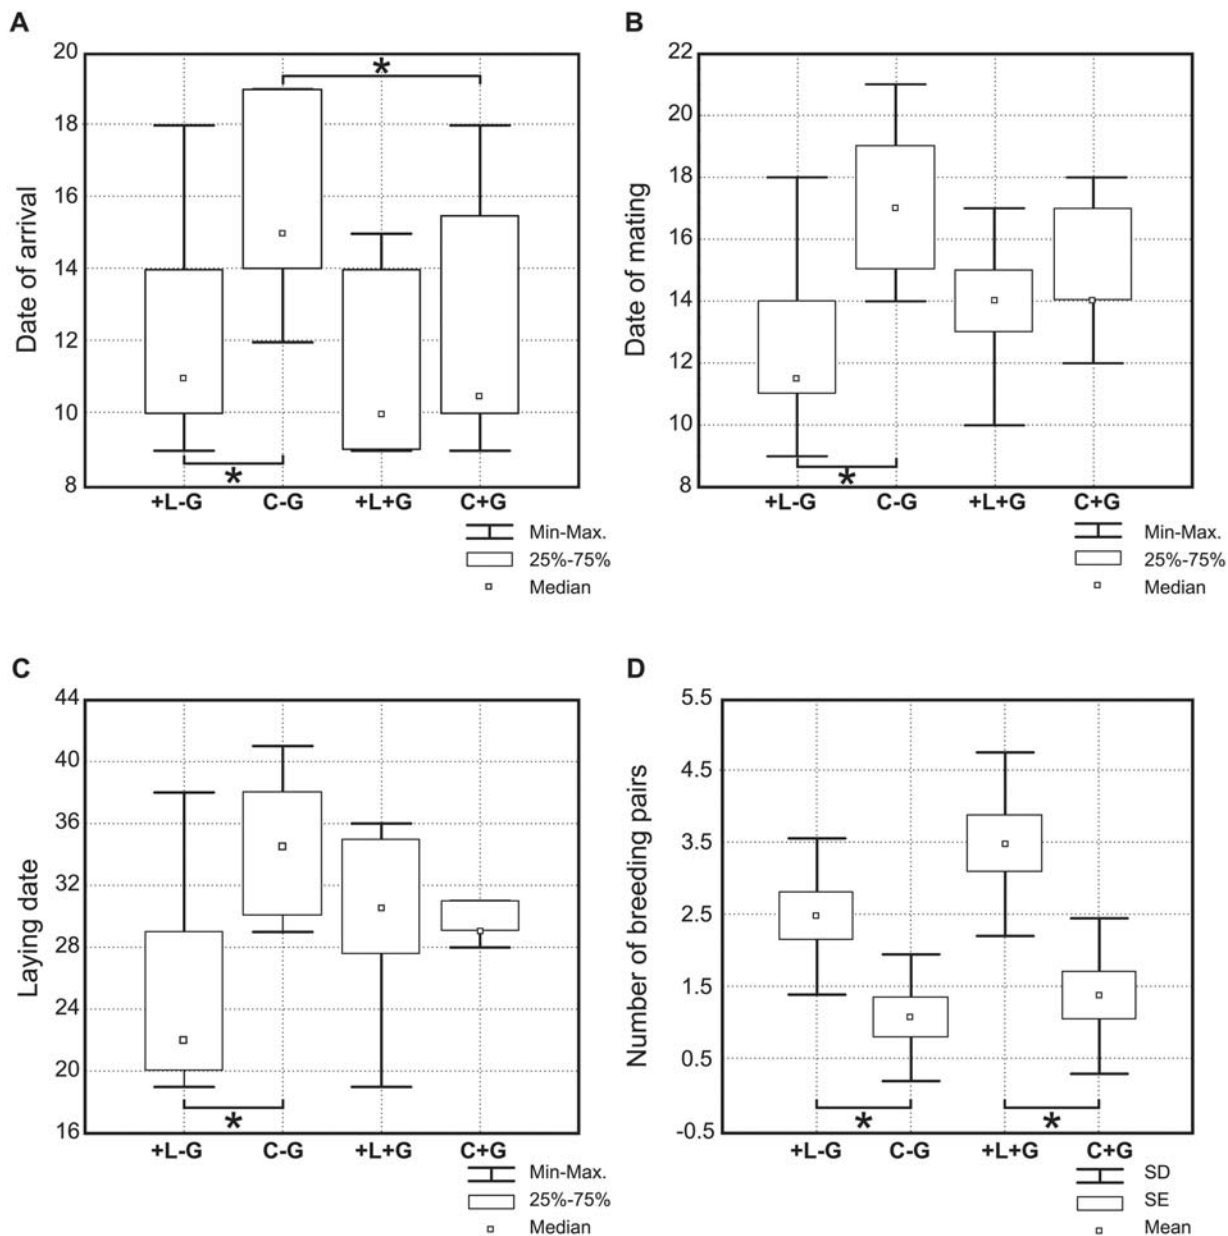 A
Date of arrival
20
18
16
14
12
10
8
*
*
+L-G C-G +L+G C+G
Min-Max.
25%-75%
Median
B
Date of mating
22
20
18
16
14
12
10
8
*
+L-G C-G +L+G C+G
Min-Max.
25%-75%
Median
C
Laying date
44
40
36
32
28
24
20
16
*
+L-G C-G +L+G C+G
Min-Max.
25%-75%
Median
D
Number of breeding pairs
5.5
4.5
3.5
2.5
1.5
0.5
-0.5
* *
+L-G C-G +L+G C+G
SD
SE
Mean